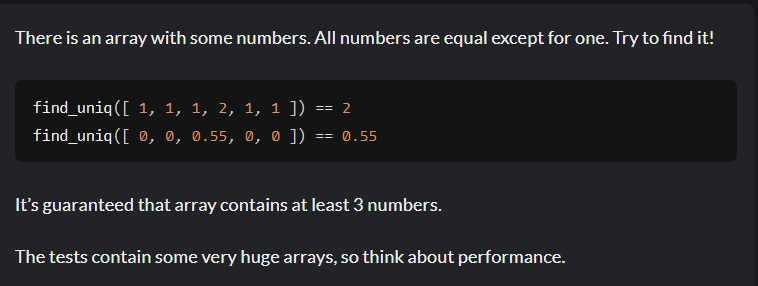 There is an array with some numbers. All numbers are equal except for one. Try to find it!
find_uniq([ 1, 1, 1, 2, 1, 1 ]) == 2
find_uniq([ 0, 0, 0.55, 0, 0 ]) == 0.55
It’s guaranteed that array contains at least 3 numbers.
The tests contain some very huge arrays, so think about performance.